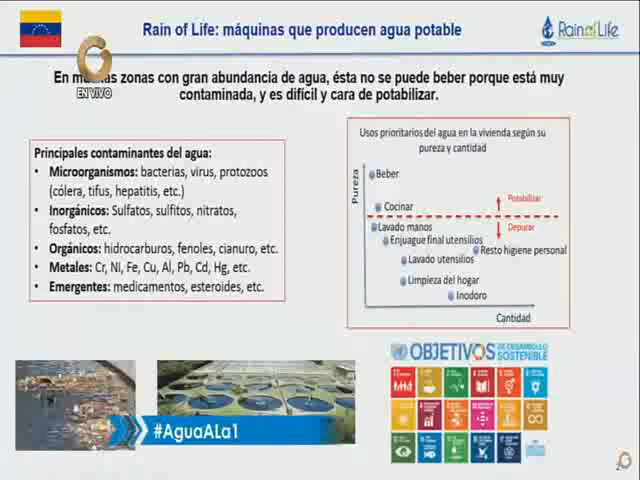 Rain of Life: máquinas que producen agua potable
Rain of Life
EN VIVO
En zonas con gran abundancia de agua, ésta no se puede beber porque está muy
contaminada, y es difícil y cara de potabilizar.
Principales contaminantes del agua:
• Microorganismos: bacterias, virus, protozoos
(cólera, tifus, hepatitis, etc.)
• Inorgánicos: Sulfatos, sulfitos, nitratos,
fosfatos, etc.
• Orgánicos: hidrocarburos, fenoles, cianuro, etc.
• Metales: Cr, Ni, Fe, Cu, Al, Pb, Cd, Hg, etc.
• Emergentes: medicamentos, esteroides, etc.
Usos prioritarios del agua en la vivienda según su
pureza y cantidad
Pureza
Beber
Potabilizar
Cocinar
Lavado manos
Depurar
Enjuague final utensilios
Resto higiene personal
Lavado utensilios
Limpieza del hogar
Inodoro
Cantidad
OBJETIVOS DE DESARROLLO
SOSTENIBLE
#AguaALa1